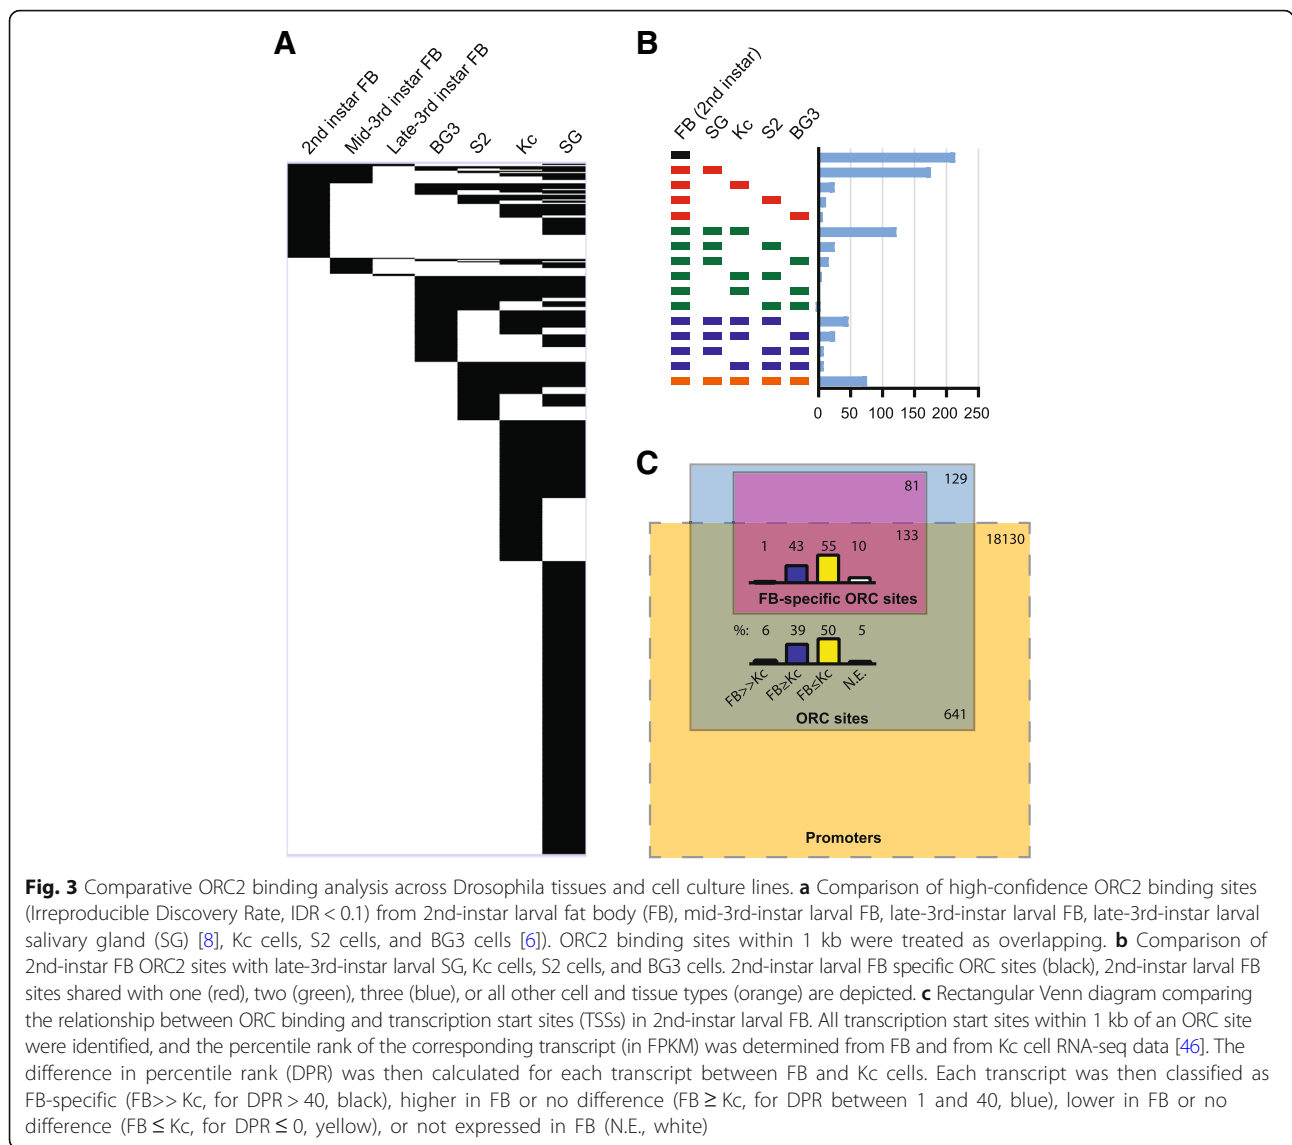 A
2nd instar FB
Mid-3rd instar FB
Late-3rd instar FB
BG3
S2
Kc
SG
B
FB (2nd instar)
SG
Kc
S2
BG3
0 50 100 150 200 250
C
81
129
133
18130
1 43 55 10
FB-specific ORC sites
%: 6 39 50 5
FB>>Kc
FB≥Kc
FB≤Kc
N.E.
641
ORC sites
Promoters
Fig. 3 Comparative ORC2 binding analysis across Drosophila tissues and cell culture lines. a Comparison of high-confidence ORC2 binding sites
(Irreproducible Discovery Rate, IDR < 0.1) from 2nd-instar larval fat body (FB), mid-3rd-instar larval FB, late-3rd-instar larval FB, late-3rd-instar larval
salivary gland (SG) [8], Kc cells, S2 cells, and BG3 cells [6]). ORC2 binding sites within 1 kb were treated as overlapping. b Comparison of
2nd-instar FB ORC2 sites with late-3rd-instar larval SG, Kc cells, S2 cells, and BG3 cells. 2nd-instar larval FB specific ORC sites (black), 2nd-instar larval FB
sites shared with one (red), two (green), three (blue), or all other cell and tissue types (orange) are depicted. c Rectangular Venn diagram comparing
the relationship between ORC binding and transcription start sites (TSSs) in 2nd-instar larval FB. All transcription start sites within 1 kb of an ORC site
were identified, and the percentile rank of the corresponding transcript (in FPKM) was determined from FB and from Kc cell RNA-seq data [46]. The
difference in percentile rank (DPR) was then calculated for each transcript between FB and Kc cells. Each transcript was then classified as
FB-specific (FB>> Kc, for DPR > 40, black), higher in FB or no difference (FB ≥ Kc, for DPR between 1 and 40, blue), lower in FB or no
difference (FB ≤ Kc, for DPR ≤ 0, yellow), or not expressed in FB (N.E., white)